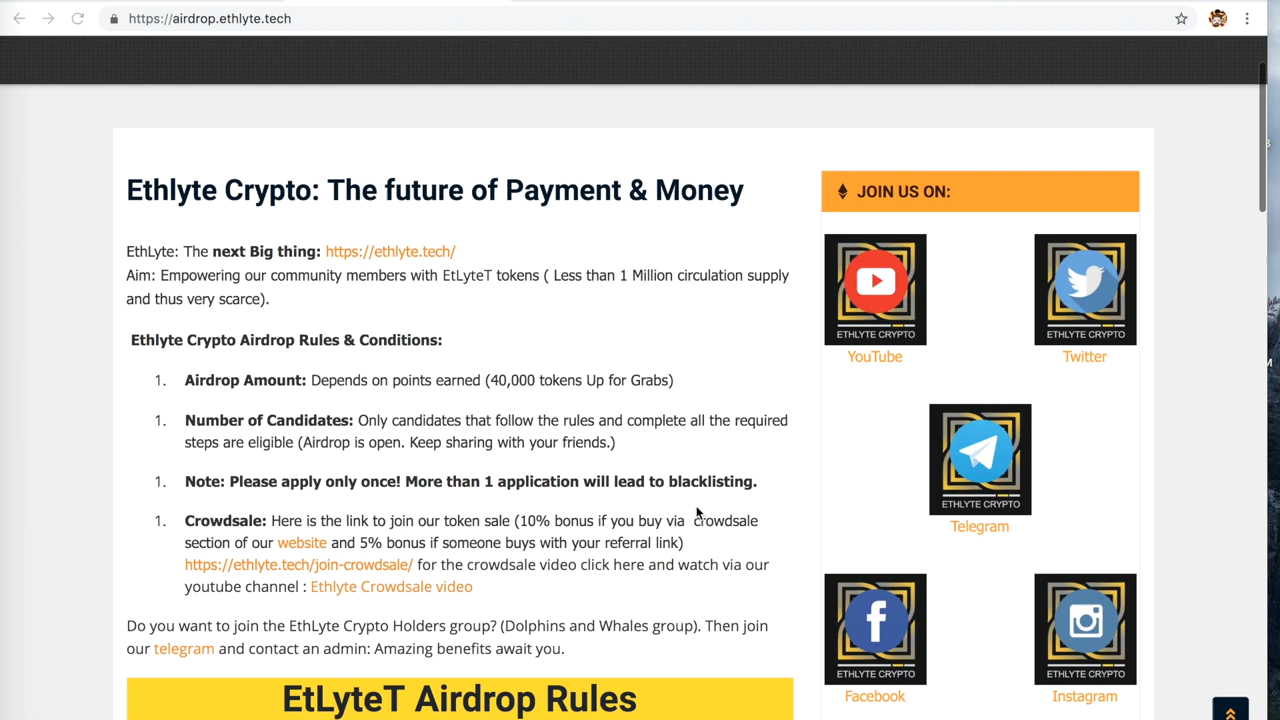 https://airdrop.ethlyte.tech
Ethlyte Crypto: The future of Payment & Money
EthLyte: The next Big thing: https://ethlyte.tech/
Aim: Empowering our community members with EtLyteT tokens ( Less than 1 Million circulation supply
and thus very scarce).
Ethlyte Crypto Airdrop Rules & Conditions:
1. Airdrop Amount: Depends on points earned (40,000 tokens Up for Grabs)
1. Number of Candidates: Only candidates that follow the rules and complete all the required
steps are eligible (Airdrop is open. Keep sharing with your friends.)
1. Note: Please apply only once! More than 1 application will lead to blacklisting.
1. Crowdsale: Here is the link to join our token sale (10% bonus if you buy via crowdsale
section of our website and 5% bonus if someone buys with your referral link)
https://ethlyte.tech/join-crowdsale/ for the crowdsale video click here and watch via our
youtube channel : Ethlyte Crowdsale video
Do you want to join the EthLyte Crypto Holders group? (Dolphins and Whales group). Then join
our telegram and contact an admin: Amazing benefits await you.
EtLyteT Airdrop Rules
JOIN US ON:
ETHLYTE CRYPTO ETHLYTE CRYPTO
YouTube Twitter
ETHLYTE CRYPTO
Telegram
ETHLYTE CRYPTO ETHLYTE CRYPTO
Facebook Instagram